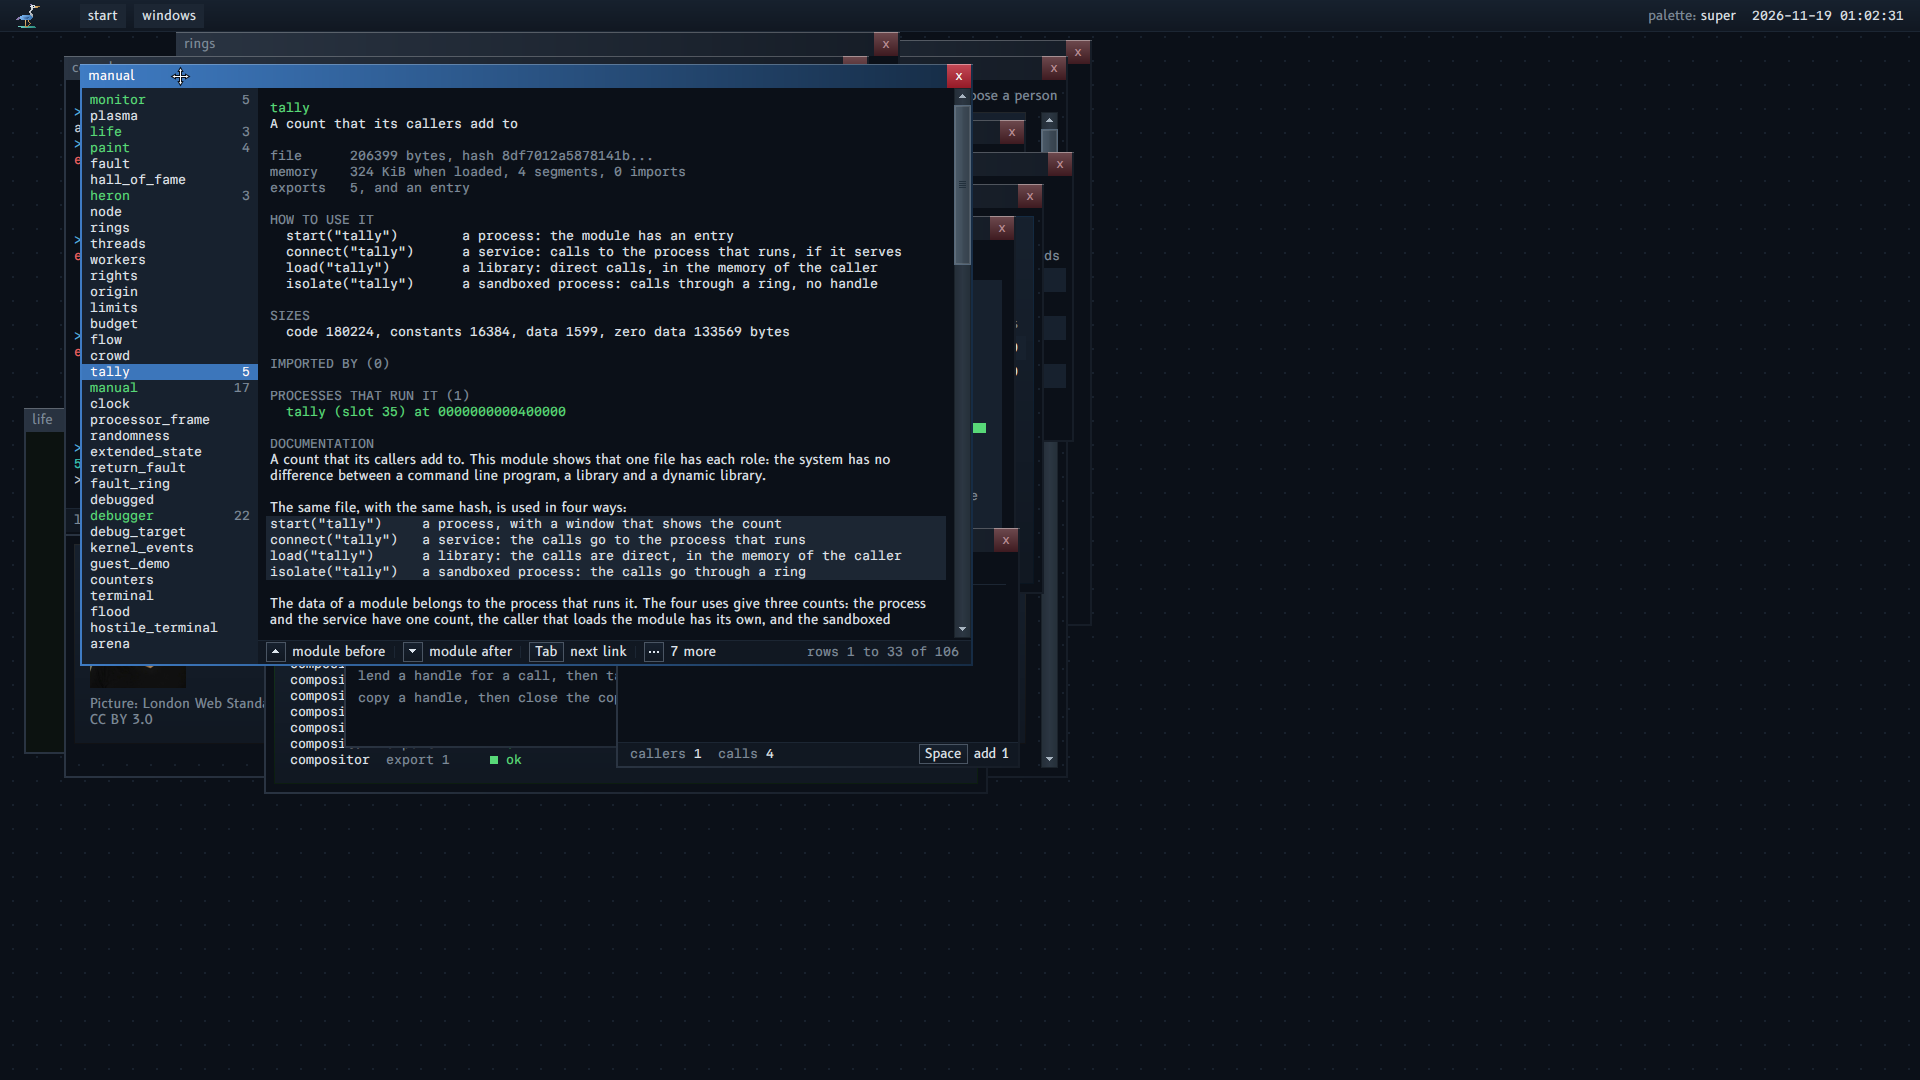 start windows palette: super 2026-11-19 01:02:31
rings x
x
x
manual x
monitor 5
plasma
life 3
paint 4
fault
hall_of_fame
heron 3
node
rings
threads
workers
rights
origin
limits
budget
flow
crowd
tally 5
manual 17
clock
processor_frame
randomness
extended_state
return_fault
fault_ring
debugged
debugger 22
debug_target
kernel_events
guest_demo
counters
terminal
flood
hostile_terminal
arena
tally
A count that its callers add to
file 206399 bytes, hash 8df7012a5878141b...
memory 324 KiB when loaded, 4 segments, 0 imports
exports 5, and an entry
HOW TO USE IT
start("tally") a process: the module has an entry
connect("tally") a service: calls to the process that runs, if it serves
load("tally") a library: direct calls, in the memory of the caller
isolate("tally") a sandboxed process: calls through a ring, no handle
SIZES
code 180224, constants 16384, data 1599, zero data 133569 bytes
IMPORTED BY (0)
PROCESSES THAT RUN IT (1)
tally (slot 35) at 0000000000400000
DOCUMENTATION
A count that its callers add to. This module shows that one file has each role: the system has no
difference between a command line program, a library and a dynamic library.
The same file, with the same hash, is used in four ways:
start("tally") a process, with a window that shows the count
connect("tally") a service: the calls go to the process that runs
load("tally") a library: the calls are direct, in the memory of the caller
isolate("tally") a sandboxed process: the calls go through a ring
The data of a module belongs to the process that runs it. The four uses give three counts: the process
and the service have one count, the caller that loads the module has its own, and the sandboxed
module before module after Tab next link ... 7 more rows 1 to 33 of 106
a person
x
x
x
x
x
life
Picture: London Web
CC BY 3.0
lend a handle for a call, then
copy a handle, then close the
compositor export 1 ok
callers 1 calls 4 Space add 1